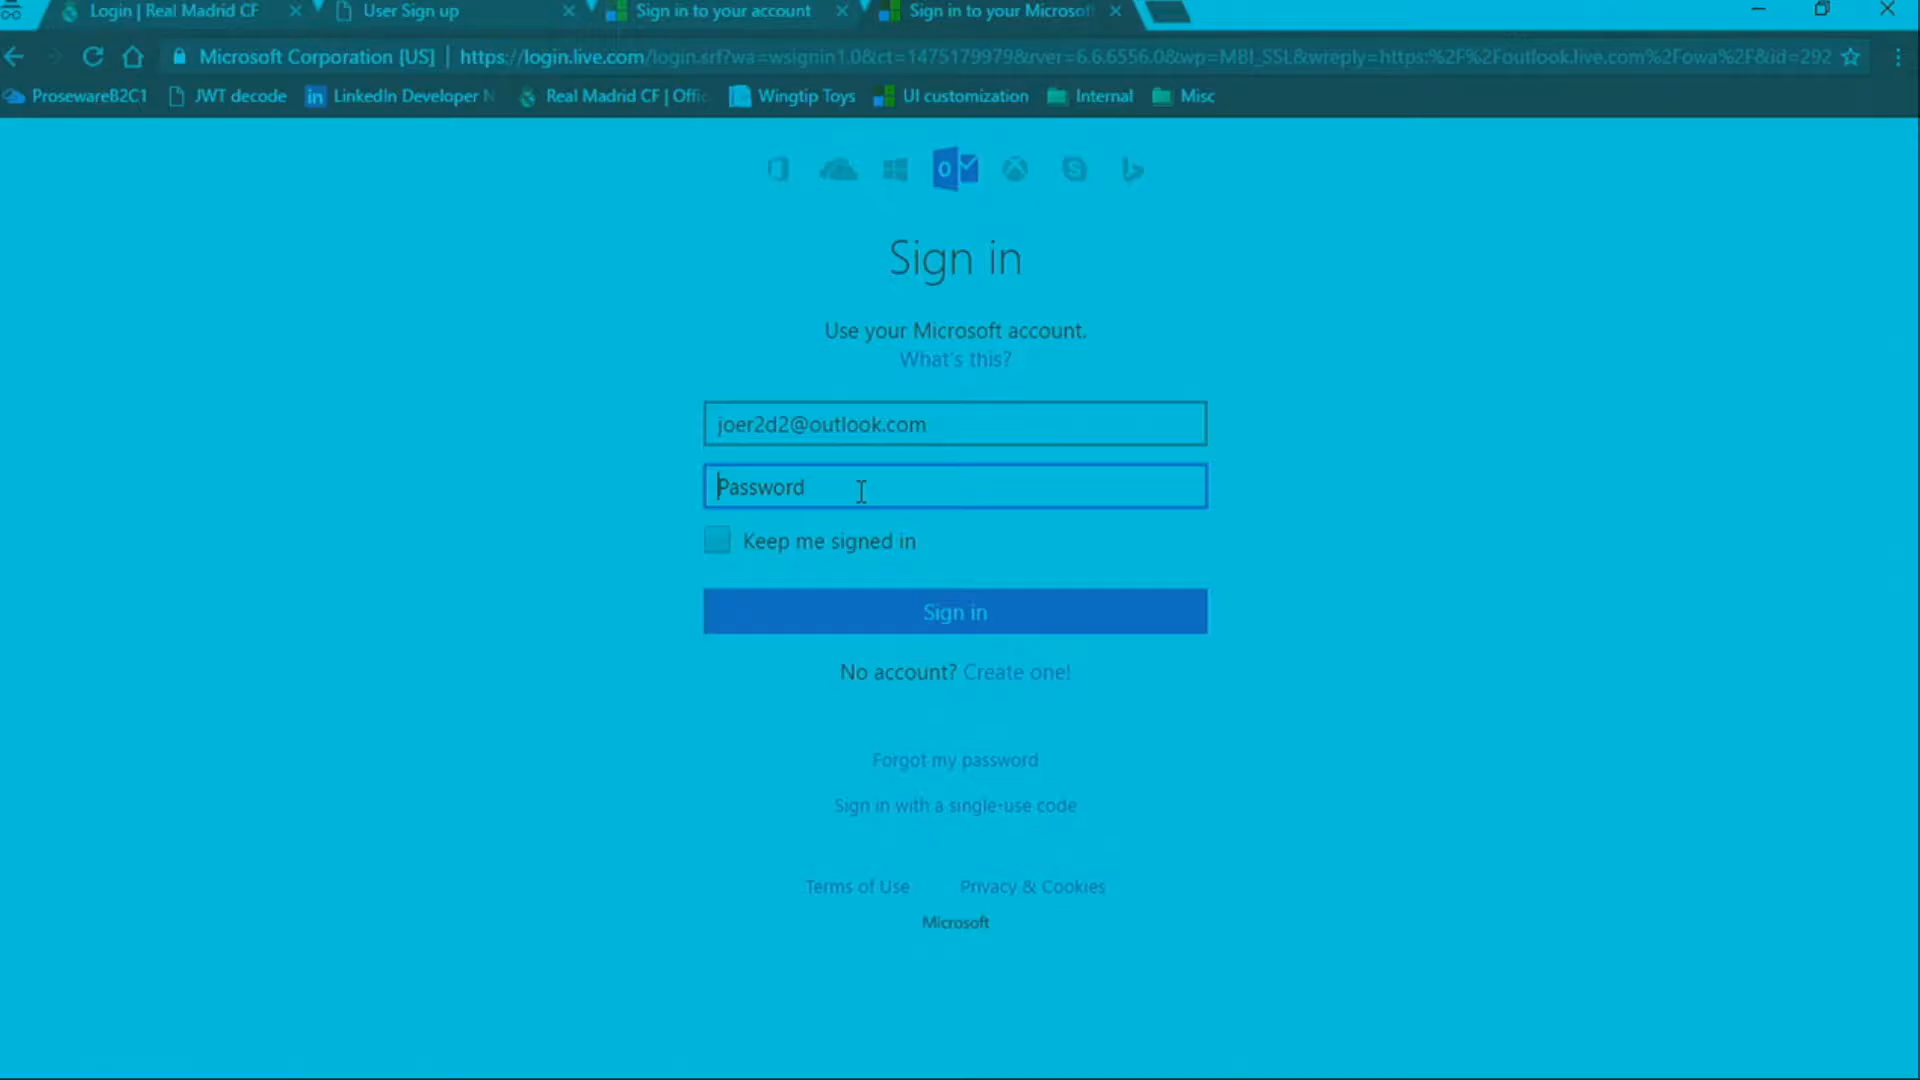 Login | Real Madrid CF
User Sign up
Sign in to your account
Sign in to your Microsof
Microsoft Corporation [US] | https://login.live.com/login.srf?wa=wsignin1.0&ct=1475179979&rver=6.6.6556.0&wp=MBI_SSL&wreply=https:%2F%2Foutlook.live.com%2Fowa%2F&id=292
ProsewareB2C1
JWT decode
in LinkedIn Developer N
Real Madrid CF | Offic
Wingtip Toys
UI customization
Internal
Misc
Sign in
Use your Microsoft account.
What's this?
joer2d2@outlook.com
Password
Keep me signed in
Sign in
No account? Create one!
Forgot my password
Sign in with a single-use code
Terms of Use Privacy & Cookies
Microsoft